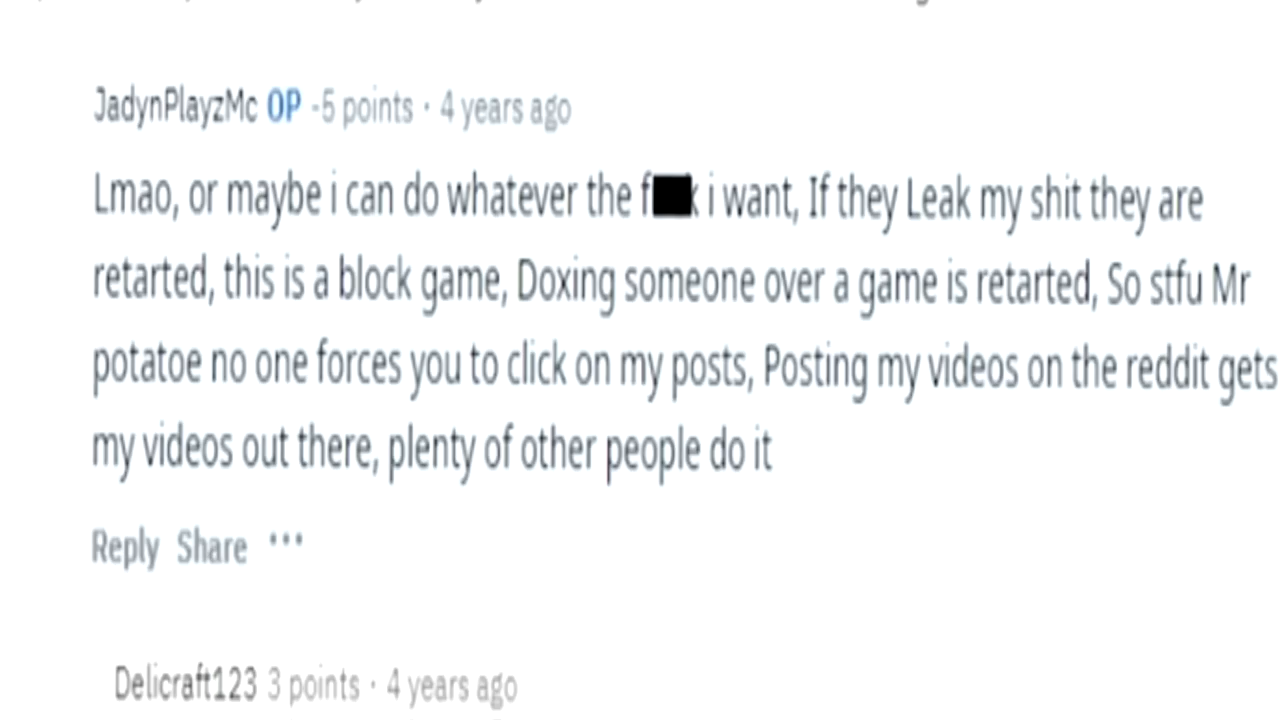 JadynPlayzMc OP -5 points · 4 years ago
Lmao, or maybe i can do whatever the f█k i want, If they Leak my shit they are
retarted, this is a block game, Doxing someone over a game is retarted, So stfu Mr
potatoe no one forces you to click on my posts, Posting my videos on the reddit gets
my videos out there, plenty of other people do it
Reply Share ···
Delicraft123 3 points · 4 years ago